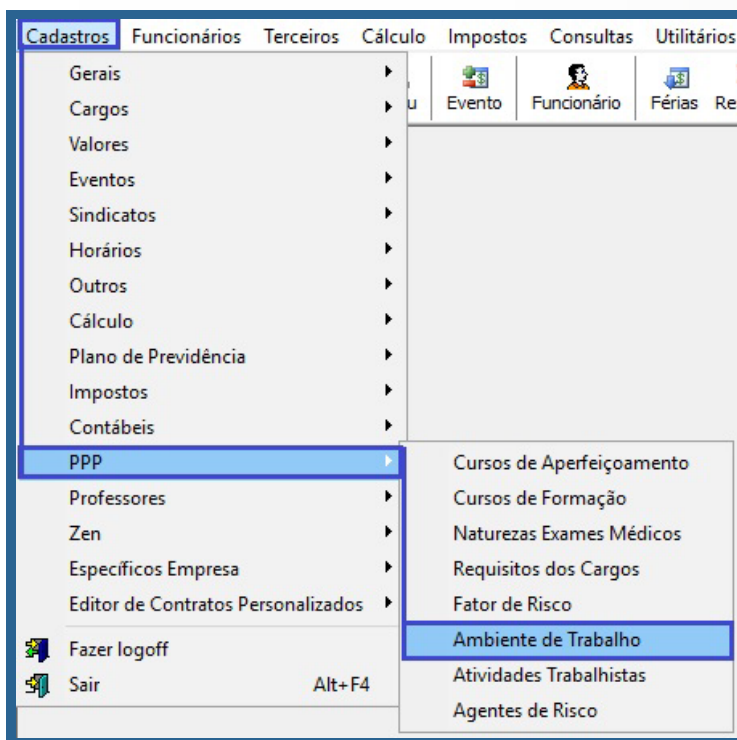 Cadastros Funcionários Terceiros Cálculo Impostos Consultas Utilitários
Evento Funcionário Férias
Gerais
Cargos
Valores
Eventos
Sindicatos
Horários
Outros
Cálculo
Plano de Previdência
Impostos
Contábeis
PPP
Professores
Zen
Específicos Empresa
Editor de Contratos Personalizados
Fazer logoff
Sair Alt+F4
Cursos de Aperfeiçoamento
Cursos de Formação
Naturezas Exames Médicos
Requisitos dos Cargos
Fator de Risco
Ambiente de Trabalho
Atividades Trabalhistas
Agentes de Risco